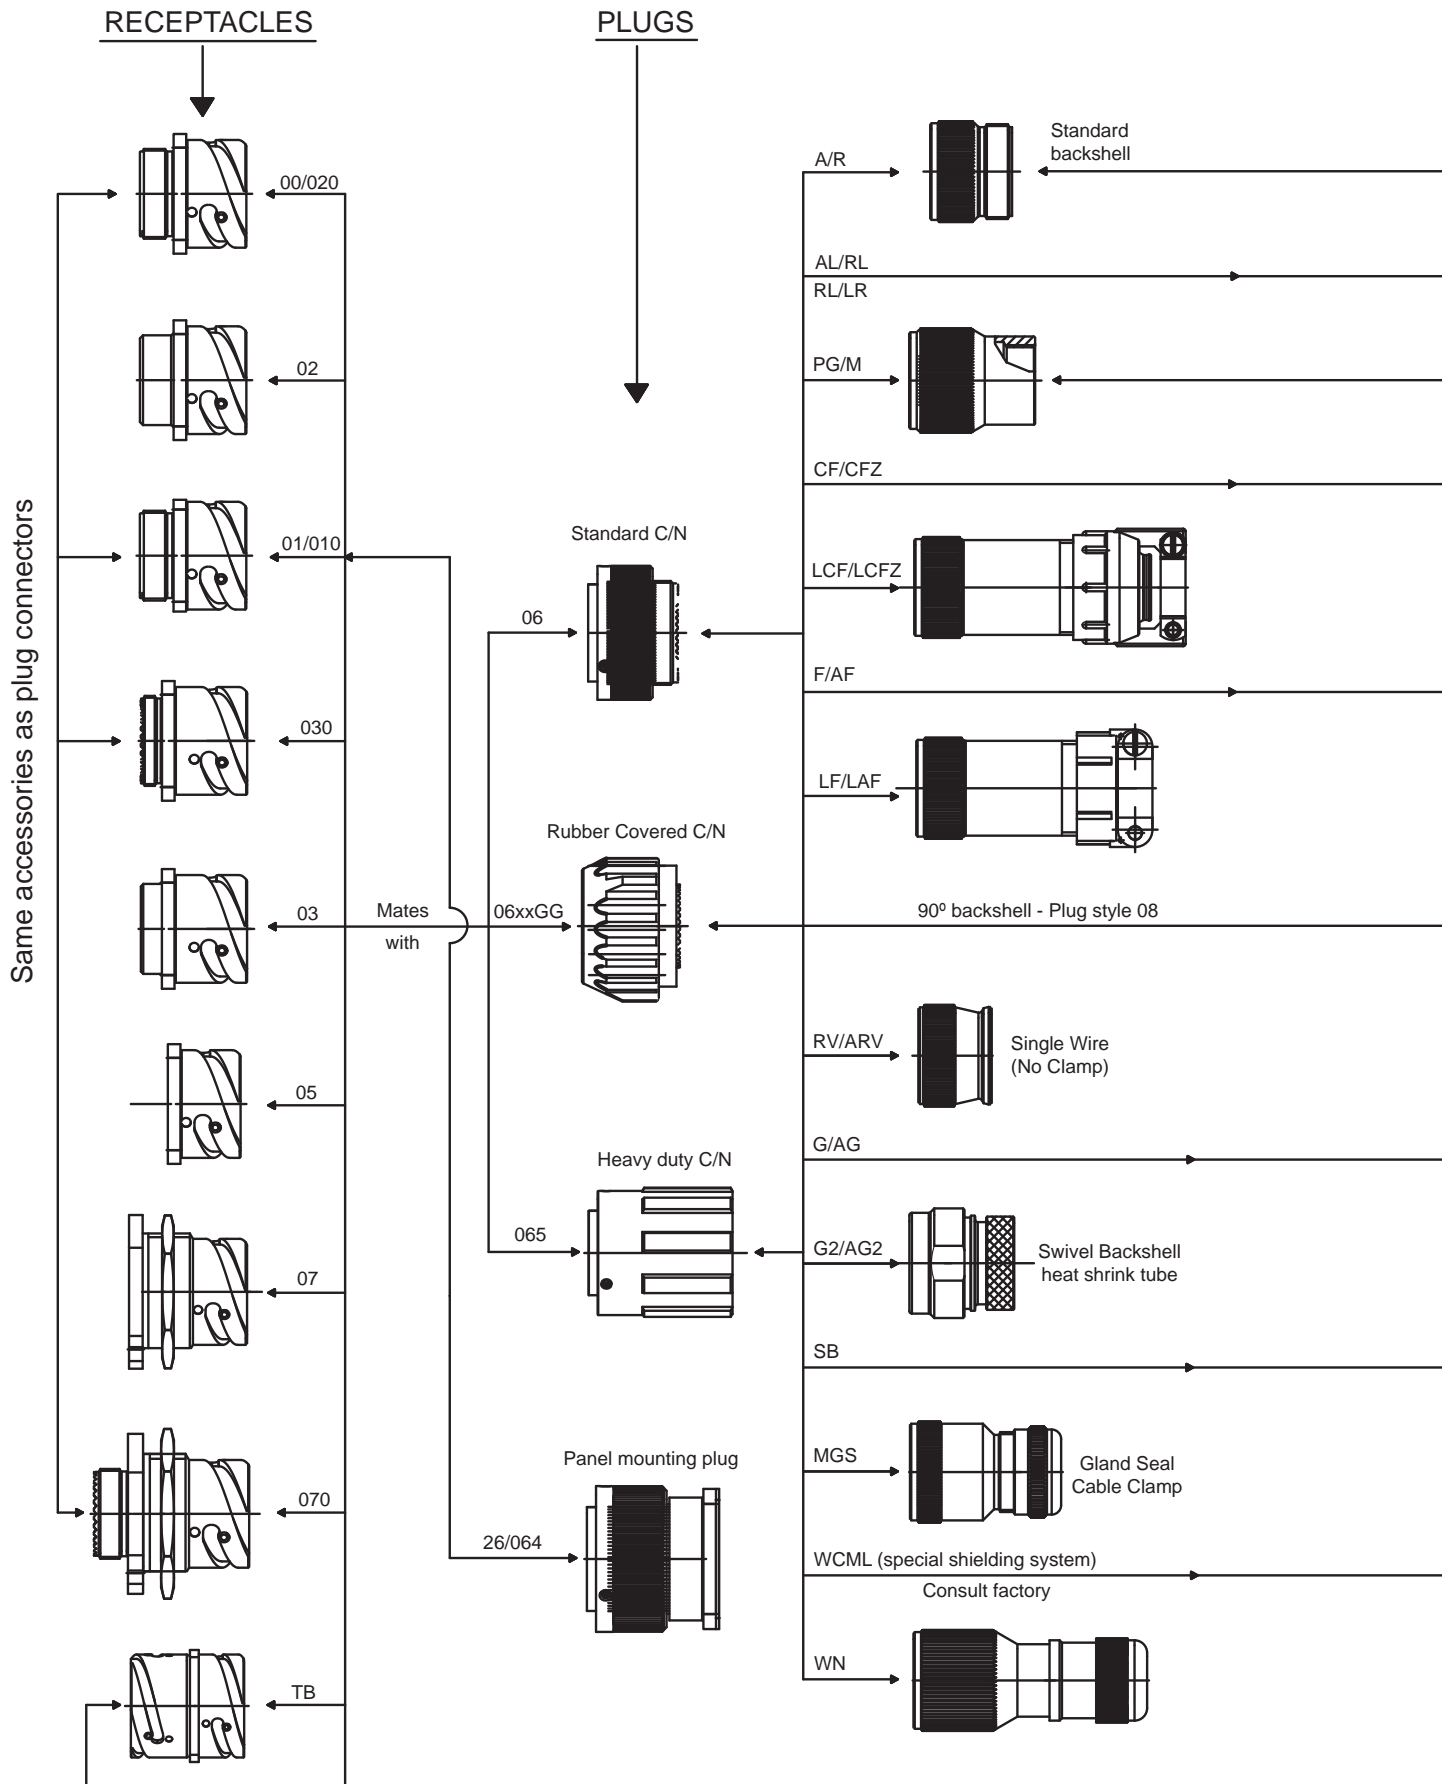 RECEPTACLES
PLUGS
Same accessories as plug connectors
00/020
02
01/010
030
03
05
07
070
TB
Mates
with
Standard C/N
06
Rubber Covered C/N
06xxGG
Heavy duty C/N
065
Panel mounting plug
26/064
A/R
Standard
backshell
AL/RL
RL/LR
PG/M
CF/CFZ
LCF/LCFZ
F/AF
LF/LAF
90º backshell - Plug style 08
RV/ARV
Single Wire
(No Clamp)
G/AG
G2/AG2
Swivel Backshell
heat shrink tube
SB
MGS
Gland Seal
Cable Clamp
WCML (special shielding system)
Consult factory
WN